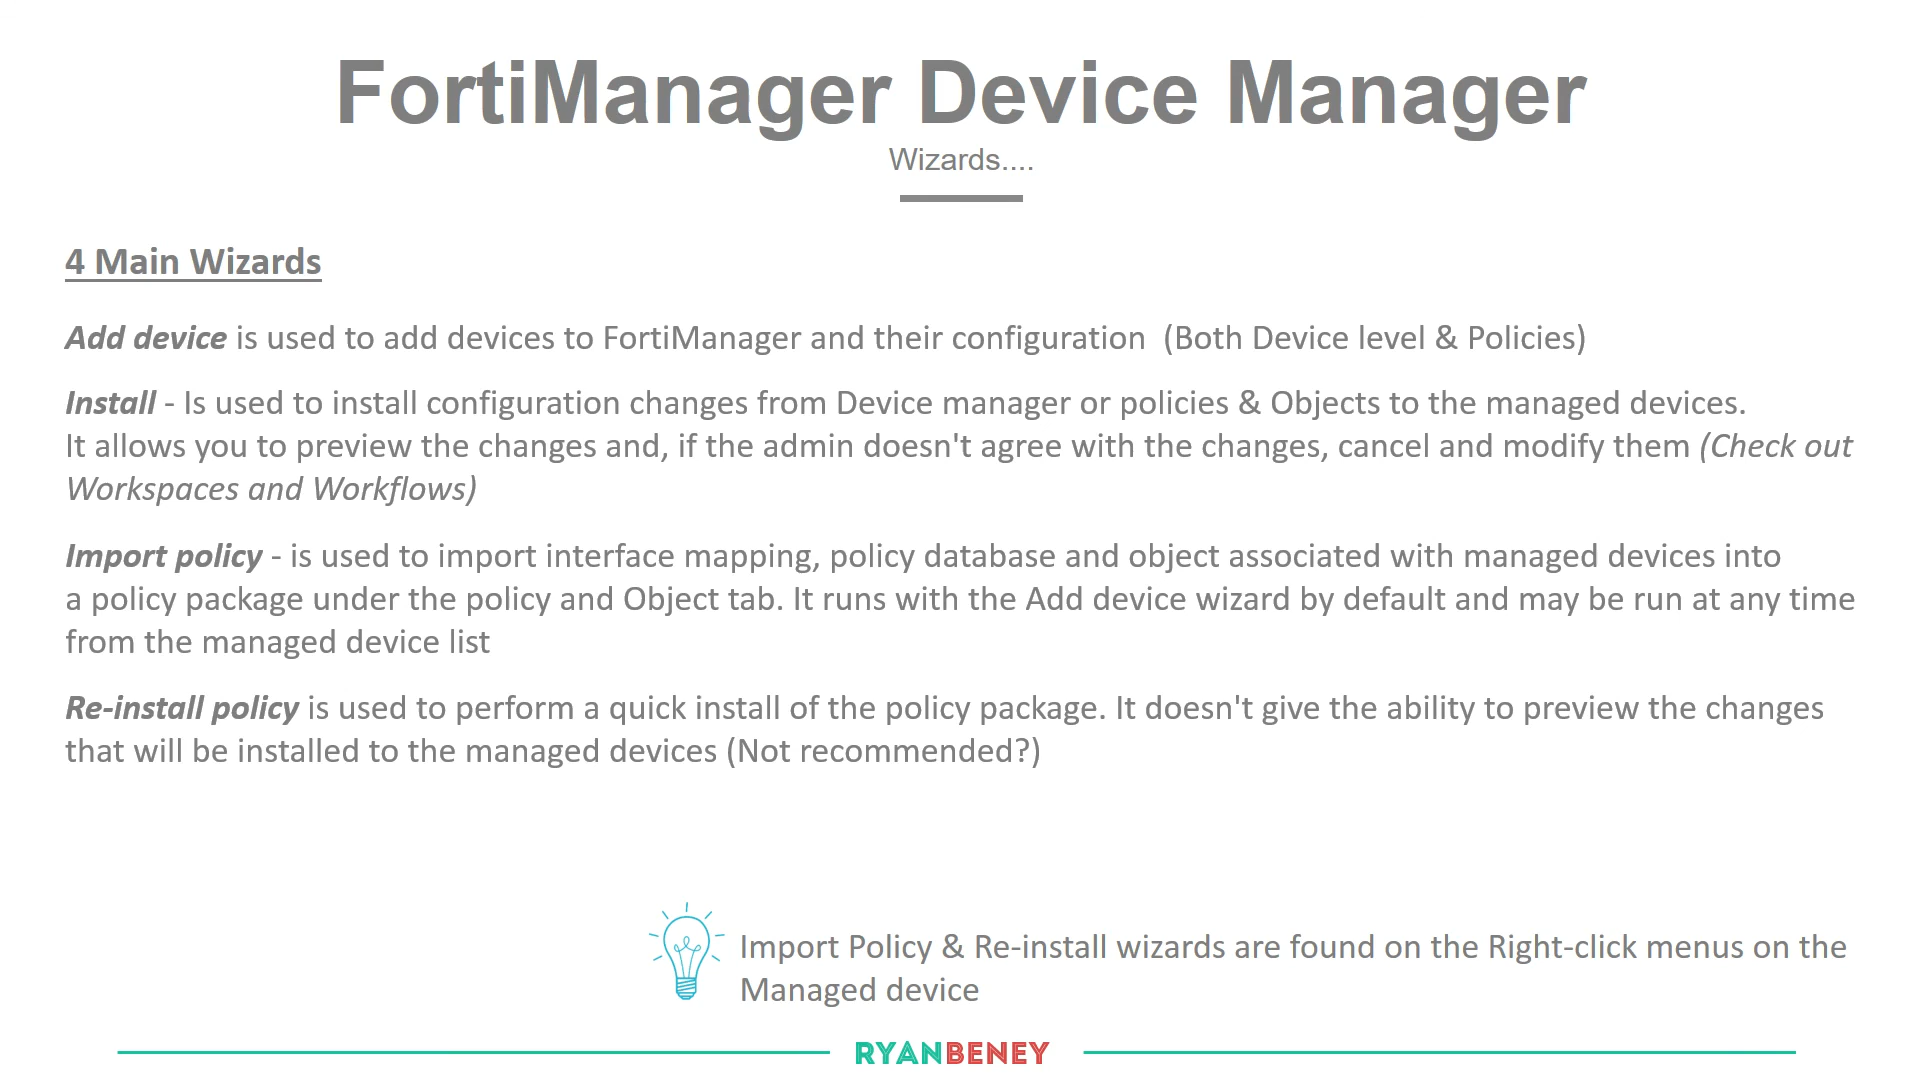 FortiManager Device Manager
Wizards....
4 Main Wizards
Add device is used to add devices to FortiManager and their configuration  (Both Device level & Policies)
Install - Is used to install configuration changes from Device manager or policies & Objects to the managed devices.
It allows you to preview the changes and, if the admin doesn't agree with the changes, cancel and modify them (Check out
Workspaces and Workflows)
Import policy - is used to import interface mapping, policy database and object associated with managed devices into
a policy package under the policy and Object tab. It runs with the Add device wizard by default and may be run at any time
from the managed device list
Re-install policy is used to perform a quick install of the policy package. It doesn't give the ability to preview the changes
that will be installed to the managed devices (Not recommended?)
Import Policy & Re-install wizards are found on the Right-click menus on the
Managed device
RYANBENEY